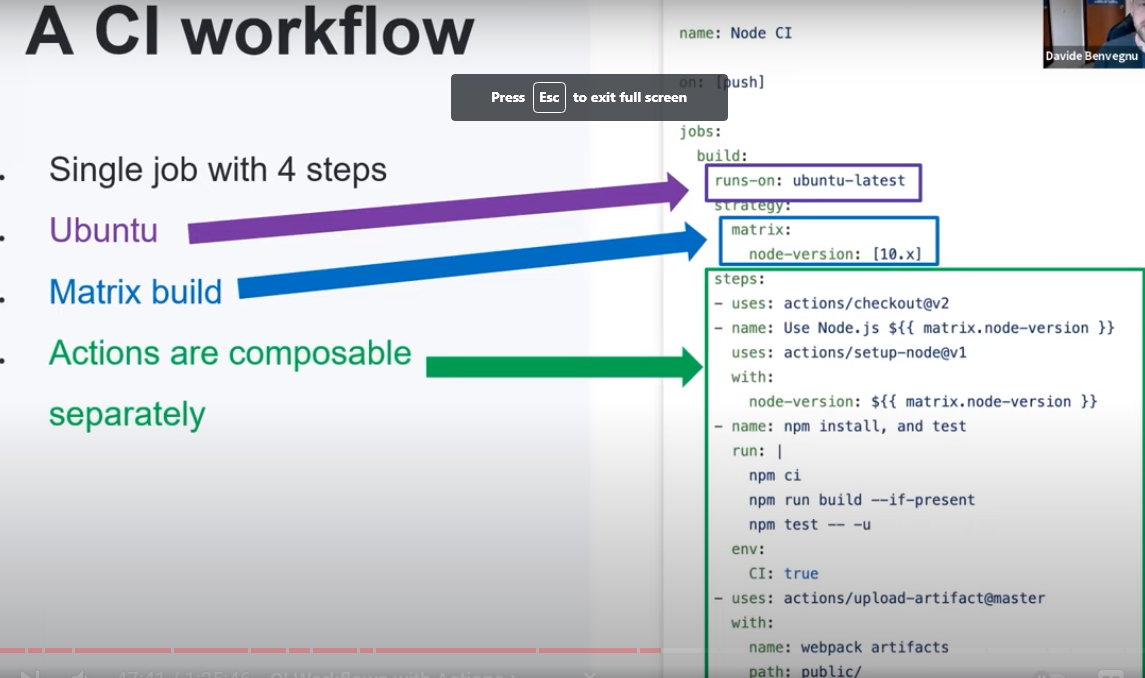 A CI workflow
Single job with 4 steps
Ubuntu
Matrix build
Actions are composable
separately
Press Esc to exit full screen
Davide Benvegnu
name: Node CI
on: [push]
jobs:
build:
runs-on: ubuntu-latest
strategy:
matrix:
node-version: [10.x]
steps:
- uses: actions/checkout@v2
- name: Use Node.js ${{ matrix.node-version }}
uses: actions/setup-node@v1
with:
node-version: ${{ matrix.node-version }}
- name: npm install, and test
run: |
npm ci
npm run build --if-present
npm test -- -u
env:
CI: true
- uses: actions/upload-artifact@master
with:
name: webpack artifacts
path: public/